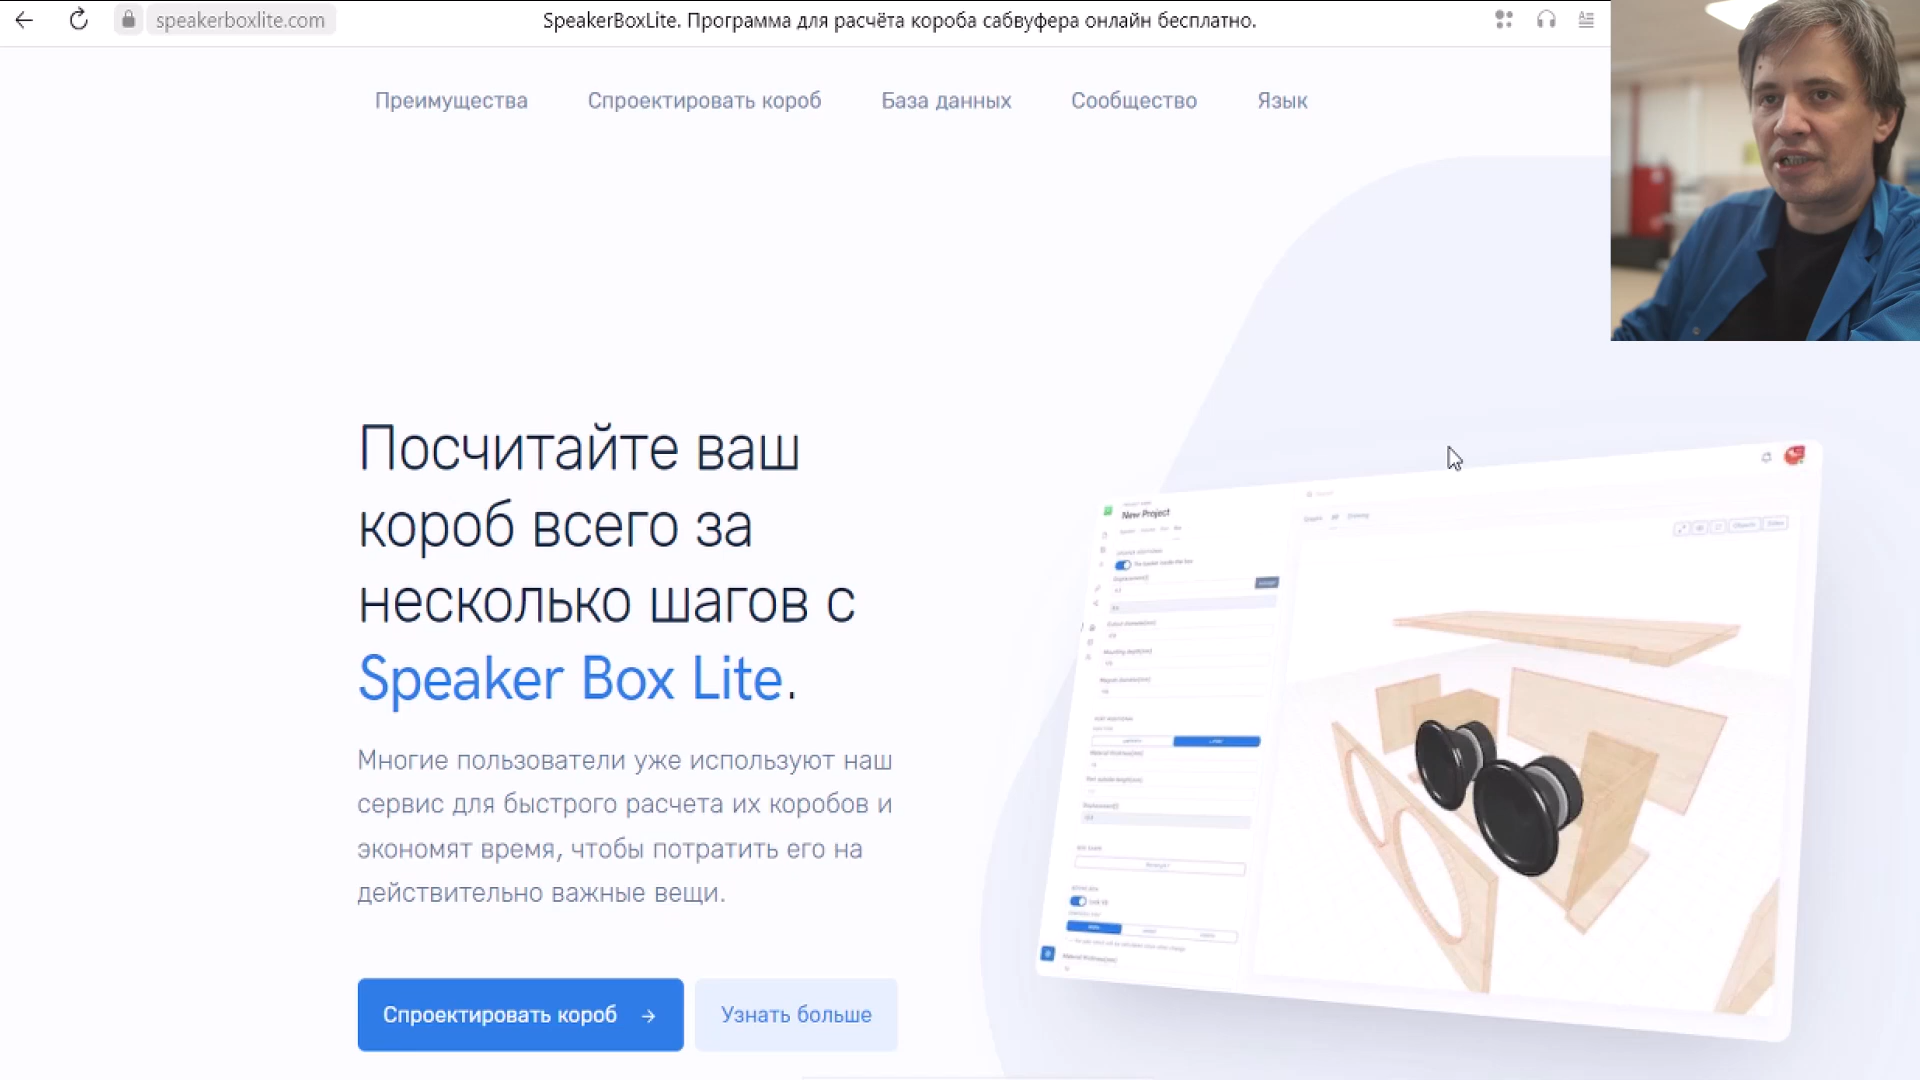 speakerboxlite.com
SpeakerBoxLite. Программа для расчёта короба сабвуфера онлайн бесплатно.
Преимущества
Спроектировать короб
База данных
Сообщество
Язык
Посчитайте ваш
короб всего за
несколько шагов с
Speaker Box Lite.
Многие пользователи уже используют наш
сервис для быстрого расчета их коробов и
экономят время, чтобы потратить его на
действительно важные вещи.
Спроектировать короб →
Узнать больше
New Project